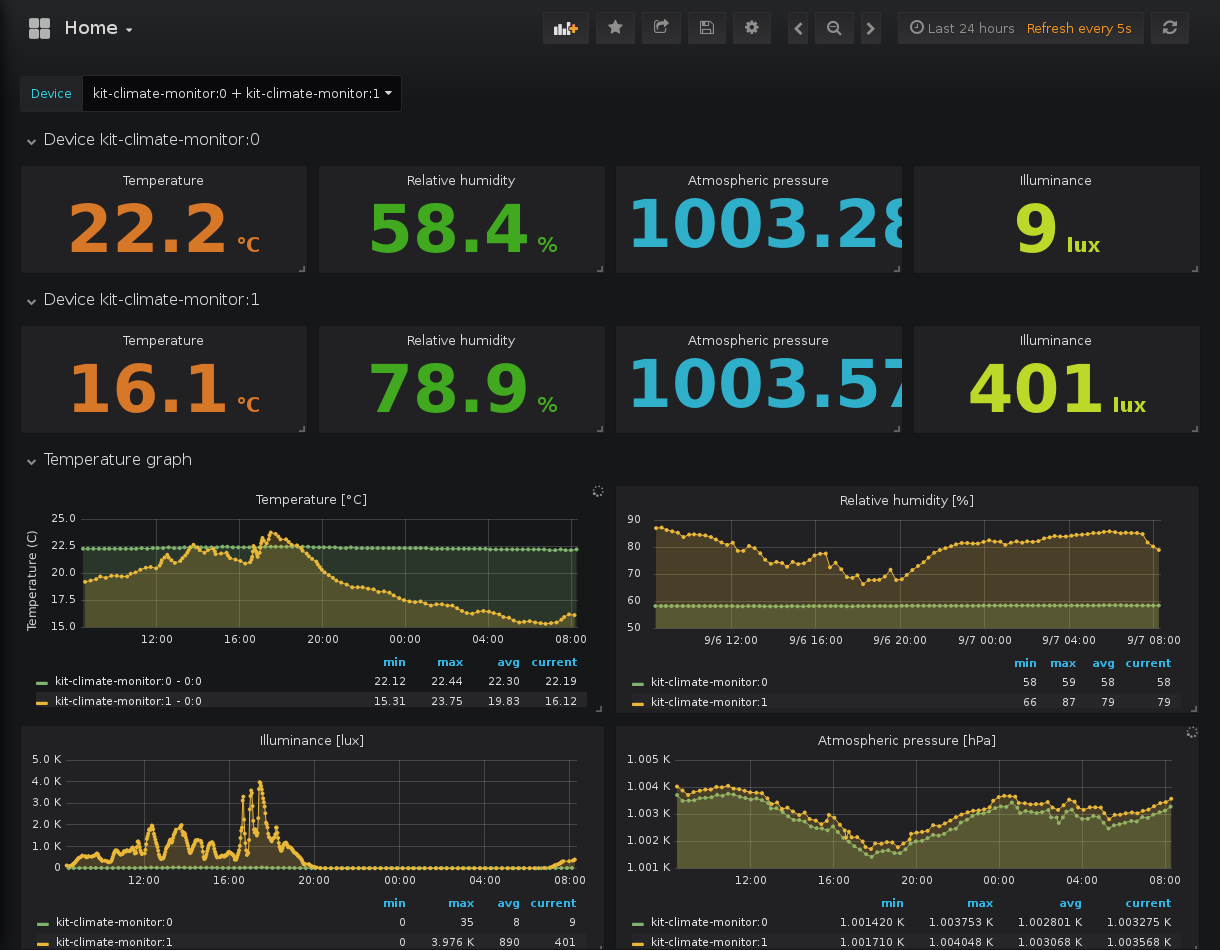 Home
Last 24 hours Refresh every 5s
Device kit-climate-monitor:0 + kit-climate-monitor:1
Device kit-climate-monitor:0
Temperature Relative humidity Atmospheric pressure Illuminance
22.2 °C 58.4 % 1003.28 9 lux
Device kit-climate-monitor:1
Temperature Relative humidity Atmospheric pressure Illuminance
16.1 °C 78.9 % 1003.57 401 lux
Temperature graph
Temperature [°C]
Temperature (C)
25.0
22.5
20.0
17.5
15.0
12:00 16:00 20:00 00:00 04:00 08:00
min max avg current
kit-climate-monitor:0 - 0:0 22.12 22.44 22.30 22.19
kit-climate-monitor:1 - 0:0 15.31 23.75 19.83 16.12
Relative humidity [%]
90
80
70
60
50
9/6 12:00 9/6 16:00 9/6 20:00 9/7 00:00 9/7 04:00 9/7 08:00
min max avg current
kit-climate-monitor:0 58 59 58 58
kit-climate-monitor:1 66 87 79 79
Illuminance [lux]
5.0 K
4.0 K
3.0 K
2.0 K
1.0 K
0
12:00 16:00 20:00 00:00 04:00 08:00
min max avg current
kit-climate-monitor:0 0 35 8 9
kit-climate-monitor:1 0 3.976 K 890 401
Atmospheric pressure [hPa]
1.005 K
1.004 K
1.003 K
1.002 K
1.001 K
12:00 16:00 20:00 00:00 04:00 08:00
min max avg current
kit-climate-monitor:0 1.001420 K 1.003753 K 1.002801 K 1.003275 K
kit-climate-monitor:1 1.001710 K 1.004048 K 1.003068 K 1.003568 K